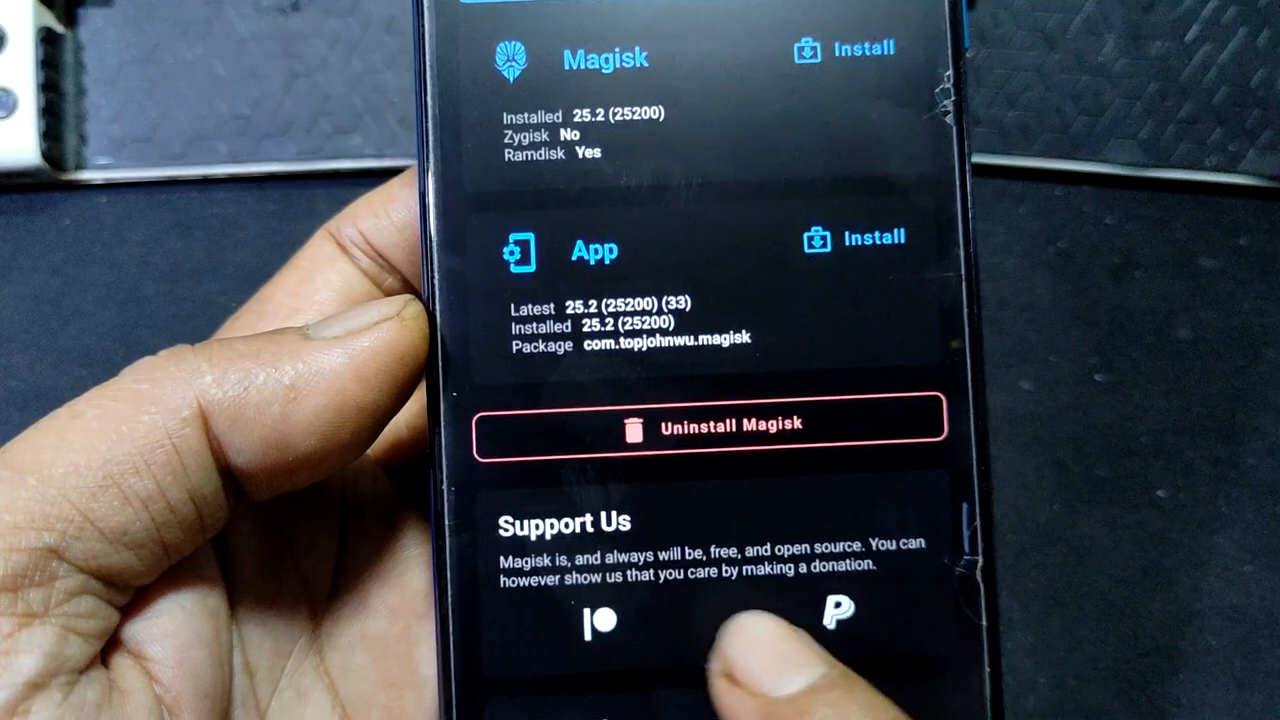 Magisk
Install
Installed 25.2 (25200)
Zygisk No
Ramdisk Yes
App
Install
Latest 25.2 (25200) (33)
Installed 25.2 (25200)
Package com.topjohnwu.magisk
Uninstall Magisk
Support Us
Magisk is, and always will be, free, and open source. You can
however show us that you care by making a donation.